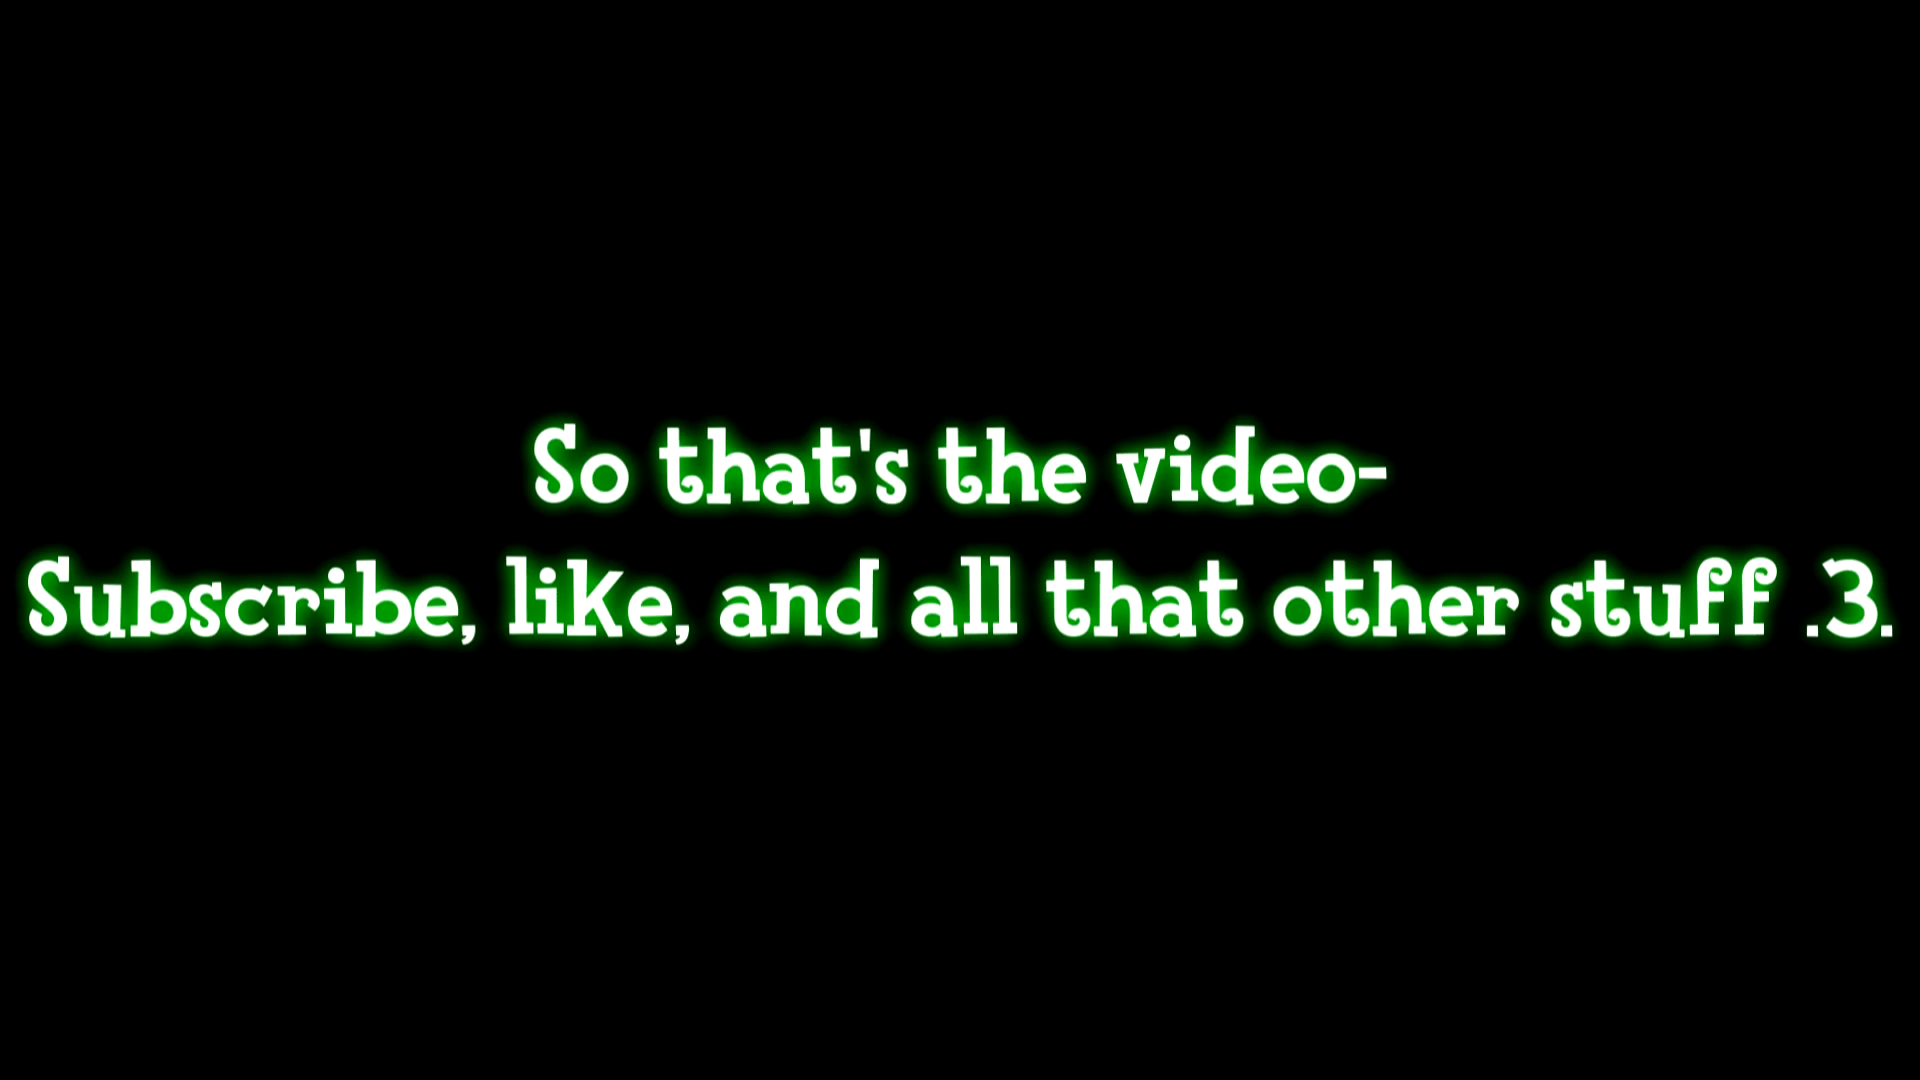 So that's the video-
Subscribe, like, and all that other stuff .3.